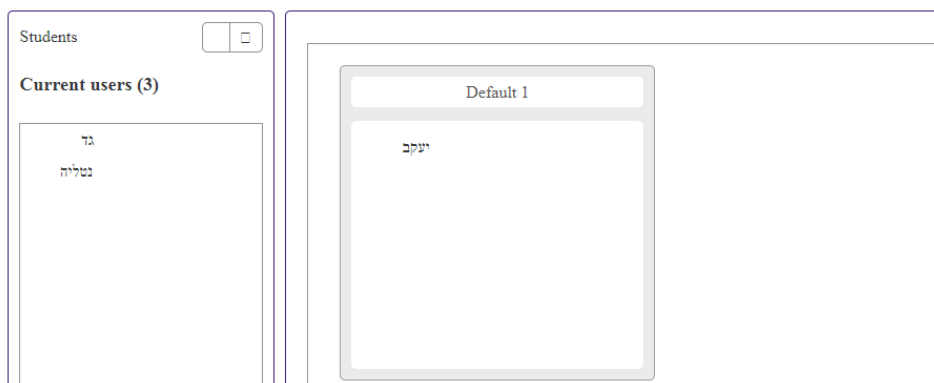 Students
Current users (3)
גד
נטליה
Default 1
יעקב